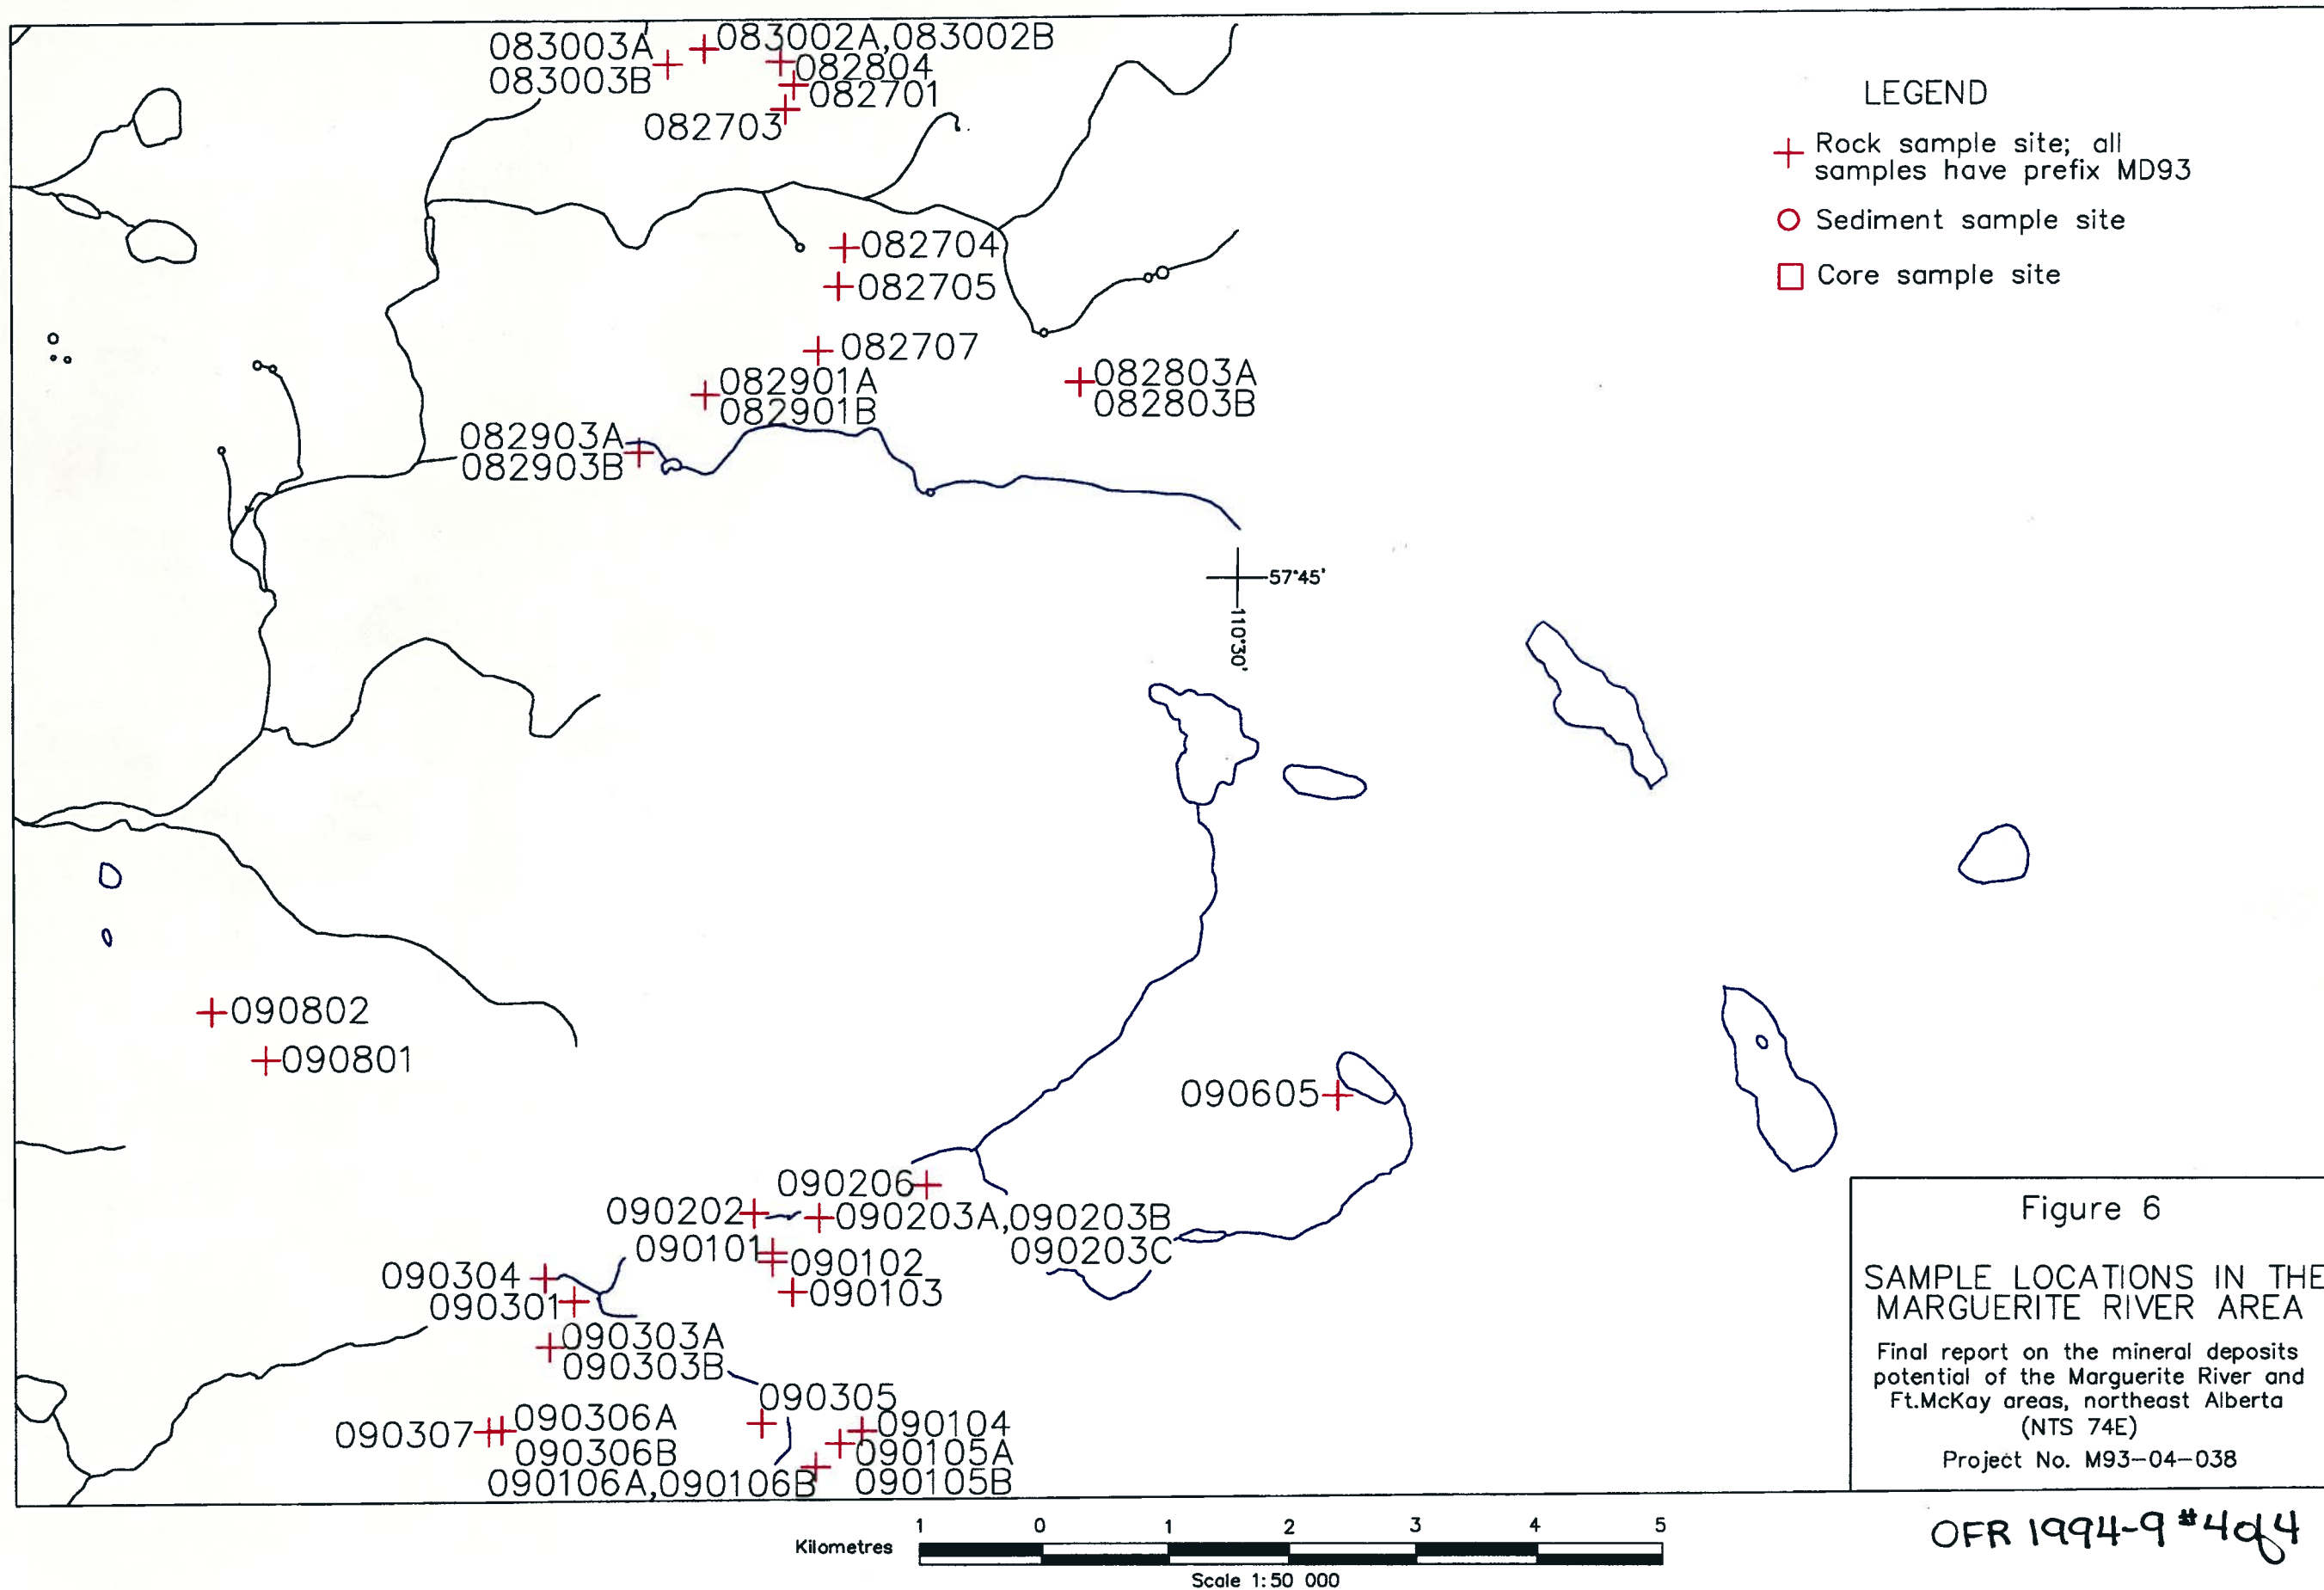 083003A
083003B
083002A,083002B
082804
082701
082703
LEGEND
Rock sample site; all
samples have prefix MD93
Sediment sample site
Core sample site
082704
082705
082707
082901A
082901B
082803A
082803B
082903A
082903B
57°45'
110°30'
090802
090801
090605
090206
090202
090203A,090203B
090203C
090101
090102
090103
090304
090301
090303A
090303B
090305
090307
090306A
090306B
090104
090105A
090105B
090106A,090106B
Figure 6
SAMPLE LOCATIONS IN THE
MARGUERITE RIVER AREA
Final report on the mineral deposits
potential of the Marguerite River and
Ft.McKay areas, northeast Alberta
(NTS 74E)
Project No. M93-04-038
1 0 1 2 3 4 5
Kilometres
Scale 1:50 000
OFR 1994-9 #4of4